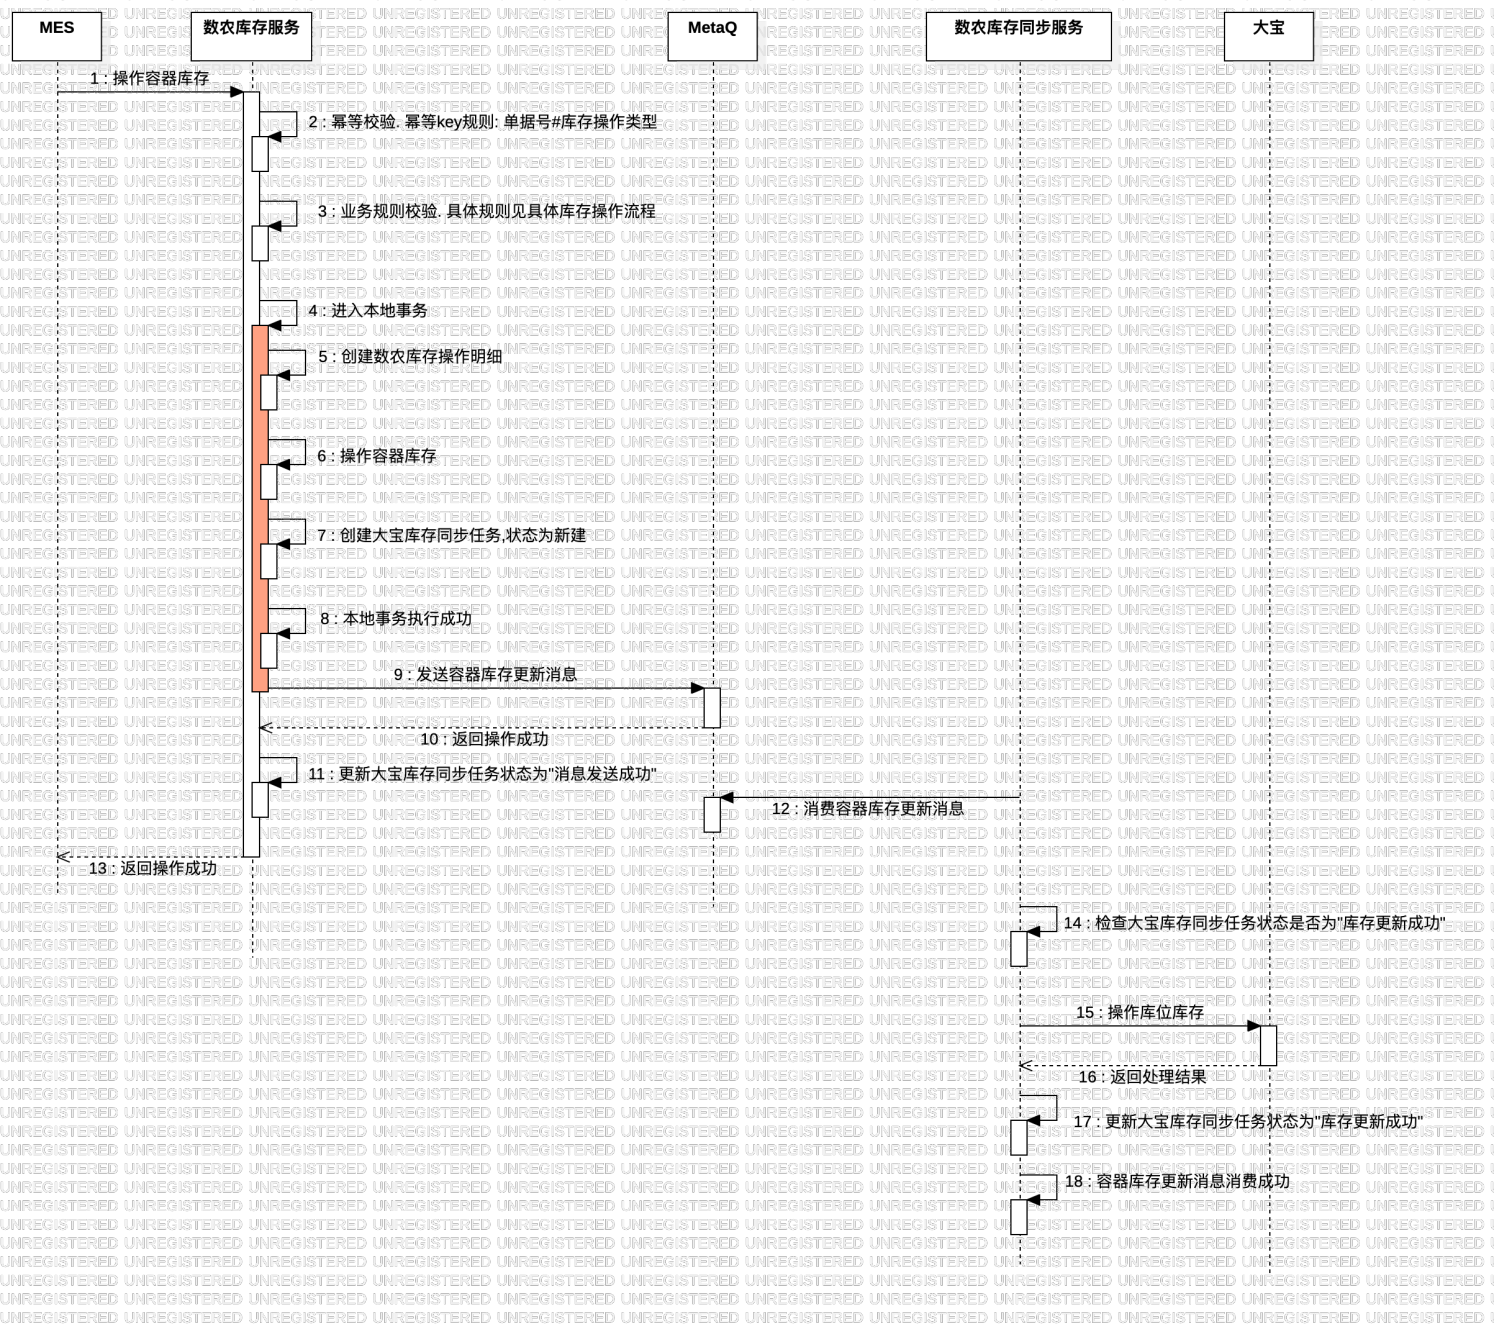 MES
数农库存服务
MetaQ
数农库存同步服务
大宝
1 : 操作容器库存
2 : 幂等校验. 幂等key规则: 单据号#库存操作类型
3 : 业务规则校验. 具体规则见具体库存操作流程
4 : 进入本地事务
5 : 创建数农库存操作明细
6 : 操作容器库存
7 : 创建大宝库存同步任务,状态为新建
8 : 本地事务执行成功
9 : 发送容器库存更新消息
10 : 返回操作成功
11 : 更新大宝库存同步任务状态为"消息发送成功"
12 : 消费容器库存更新消息
13 : 返回操作成功
14 : 检查大宝库存同步任务状态是否为"库存更新成功"
15 : 操作库位库存
16 : 返回处理结果
17 : 更新大宝库存同步任务状态为"库存更新成功"
18 : 容器库存更新消息消费成功
UNREGISTERED